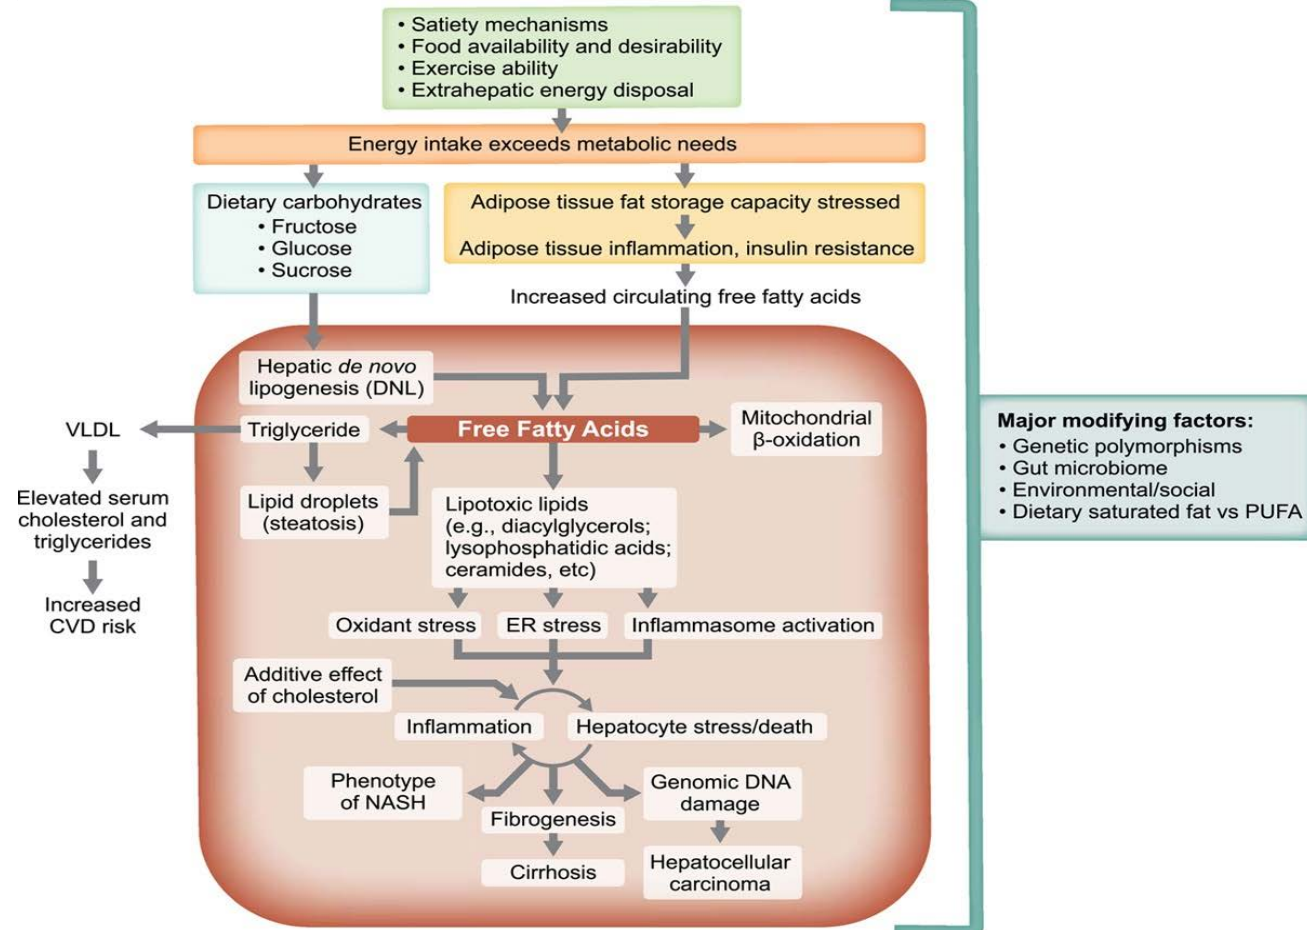 • Satiety mechanisms
• Food availability and desirability
• Exercise ability
• Extrahepatic energy disposal
Energy intake exceeds metabolic needs
Dietary carbohydrates
• Fructose
• Glucose
• Sucrose
Adipose tissue fat storage capacity stressed
Adipose tissue inflammation, insulin resistance
Increased circulating free fatty acids
Hepatic de novo
lipogenesis (DNL)
VLDL
Triglyceride
Free Fatty Acids
Mitochondrial
β-oxidation
Elevated serum
cholesterol and
triglycerides
Increased
CVD risk
Lipid droplets
(steatosis)
Lipotoxic lipids
(e.g., diacylglycerols;
lysophosphatidic acids;
ceramides, etc)
Oxidant stress
ER stress
Inflammasome activation
Additive effect
of cholesterol
Inflammation
Hepatocyte stress/death
Phenotype
of NASH
Fibrogenesis
Cirrhosis
Genomic DNA
damage
Hepatocellular
carcinoma
Major modifying factors:
• Genetic polymorphisms
• Gut microbiome
• Environmental/social
• Dietary saturated fat vs PUFA